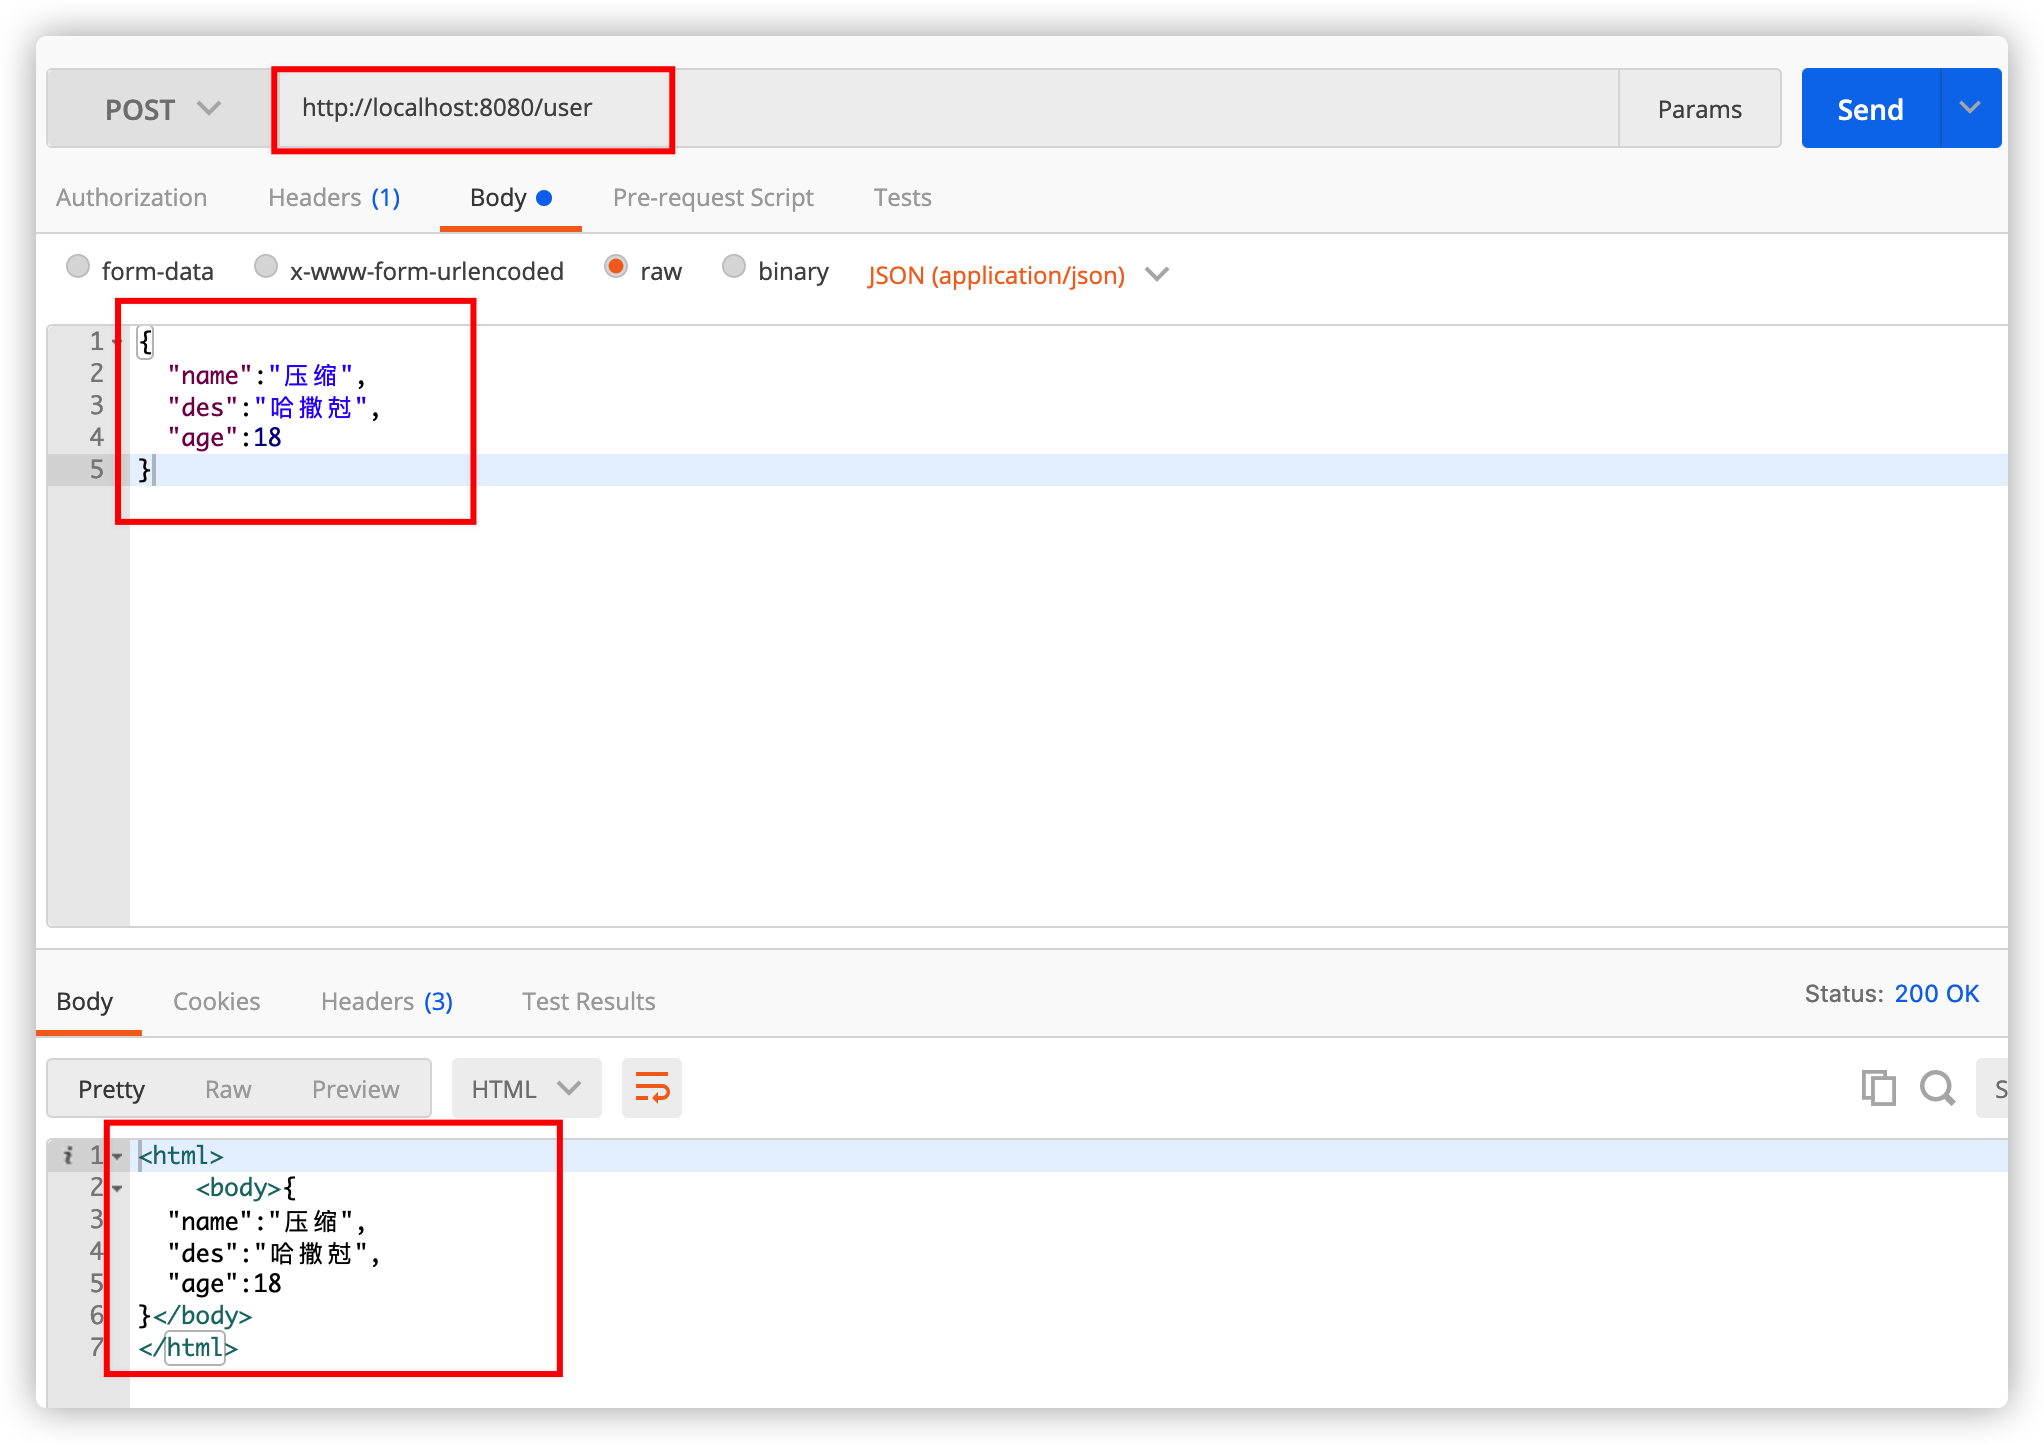 POST http://localhost:8080/user Params Send
Authorization Headers (1) Body Pre-request Script Tests
form-data x-www-form-urlencoded raw binary JSON (application/json)
1 {
2 "name":"压缩",
3 "des":"哈撒尅",
4 "age":18
5 }
Body Cookies Headers (3) Test Results Status: 200 OK
Pretty Raw Preview HTML S
i 1 <html>
2 <body>{
3 "name":"压缩",
4 "des":"哈撒尅",
5 "age":18
6 }</body>
7 </html>